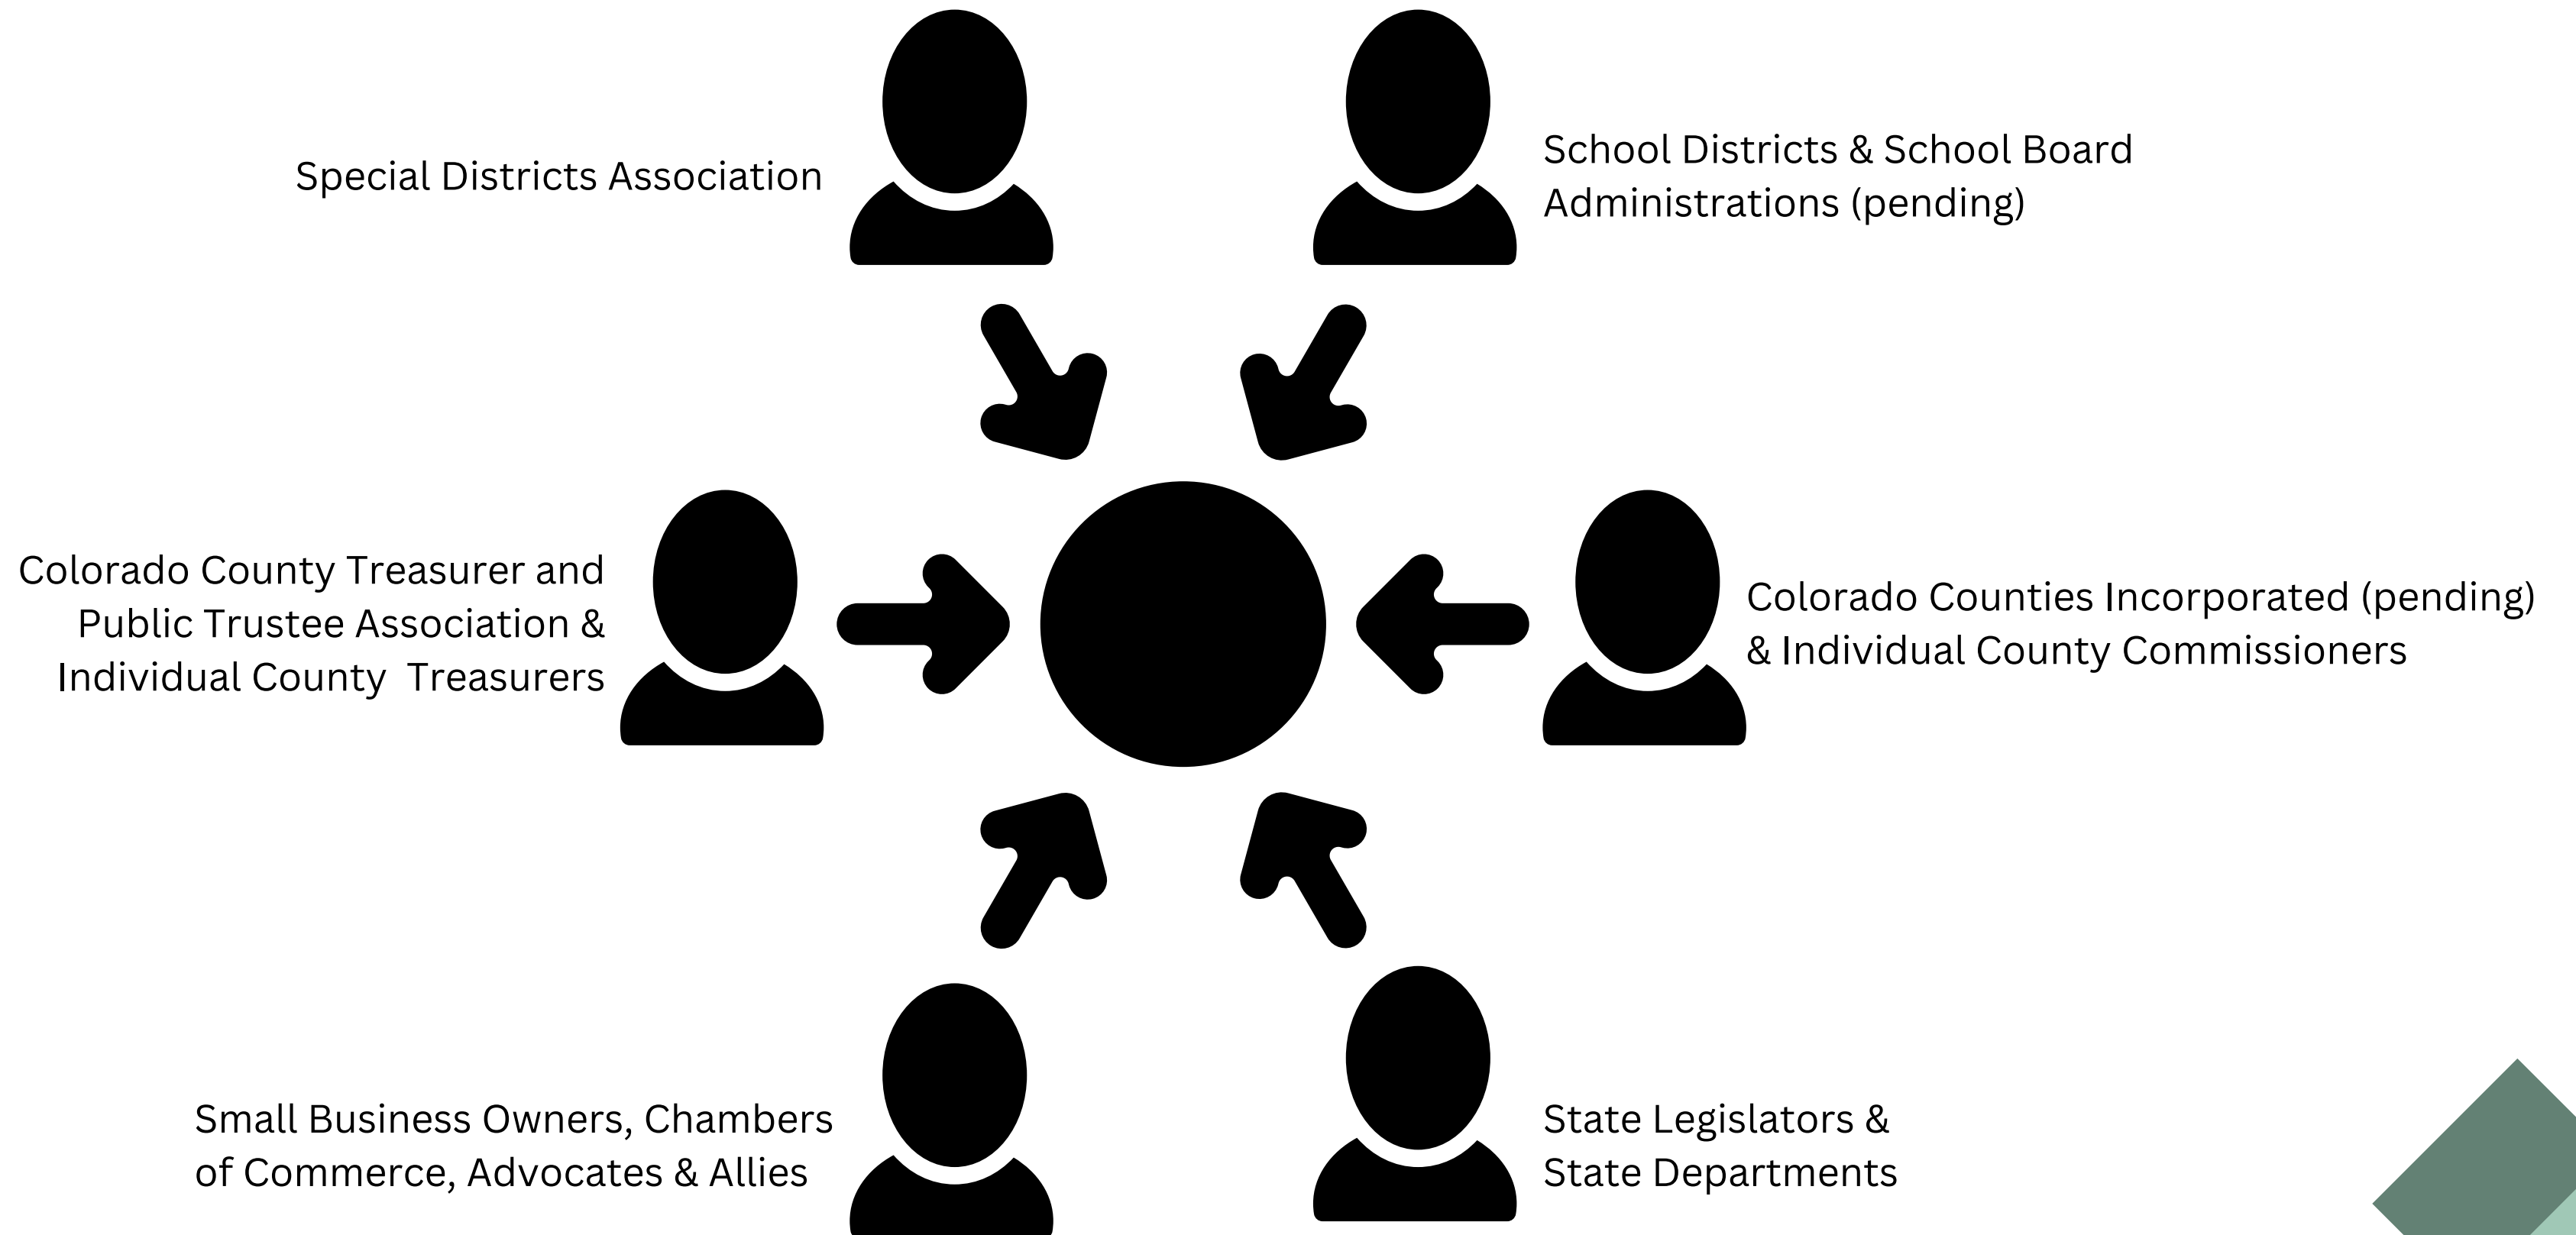 Special Districts Association
School Districts & School Board
Administrations (pending)
Colorado County Treasurer and
Public Trustee Association &
Individual County  Treasurers
Colorado Counties Incorporated (pending)
& Individual County Commissioners
Small Business Owners, Chambers
of Commerce, Advocates & Allies
State Legislators &
State Departments